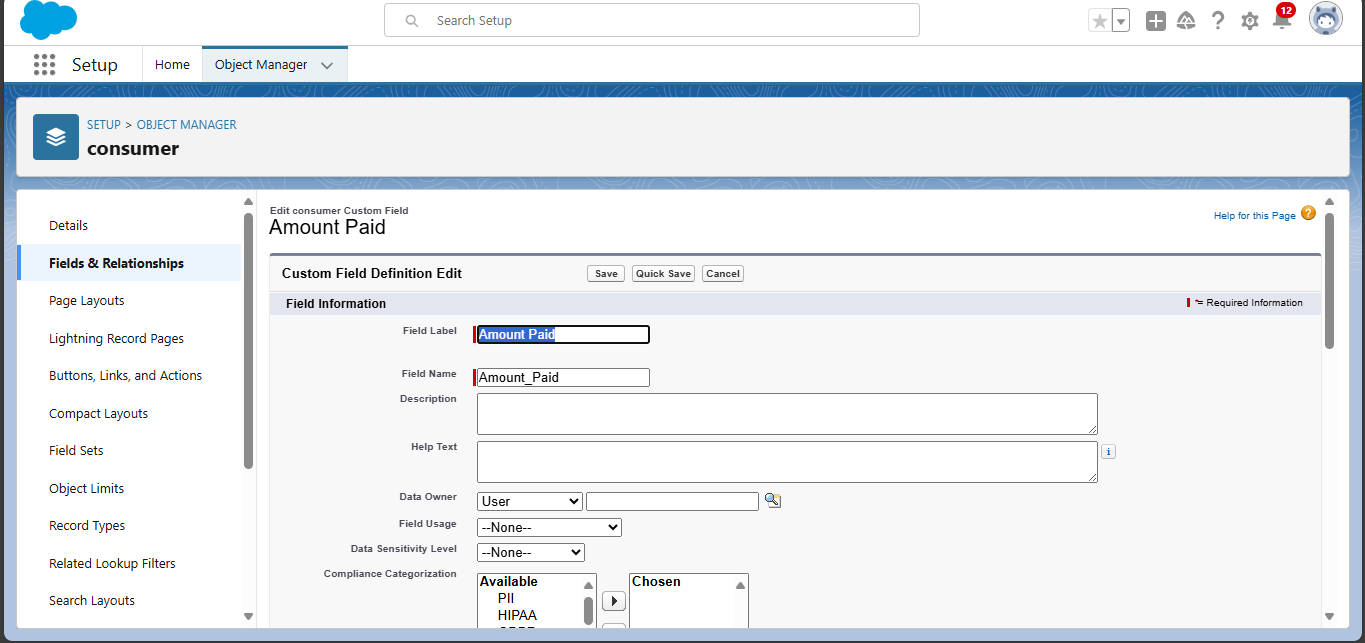 Search Setup
12
Setup
Home
Object Manager
SETUP > OBJECT MANAGER
consumer
Details
Fields & Relationships
Page Layouts
Lightning Record Pages
Buttons, Links, and Actions
Compact Layouts
Field Sets
Object Limits
Record Types
Related Lookup Filters
Search Layouts
Edit consumer Custom Field
Amount Paid
Help for this Page ?
Custom Field Definition Edit
Save
Quick Save
Cancel
Field Information
= Required Information
Field Label
Amount Paid
Field Name
Amount_Paid
Description
Help Text
i
Data Owner
User
Field Usage
--None--
Data Sensitivity Level
--None--
Compliance Categorization
Available
PII
HIPAA
Chosen